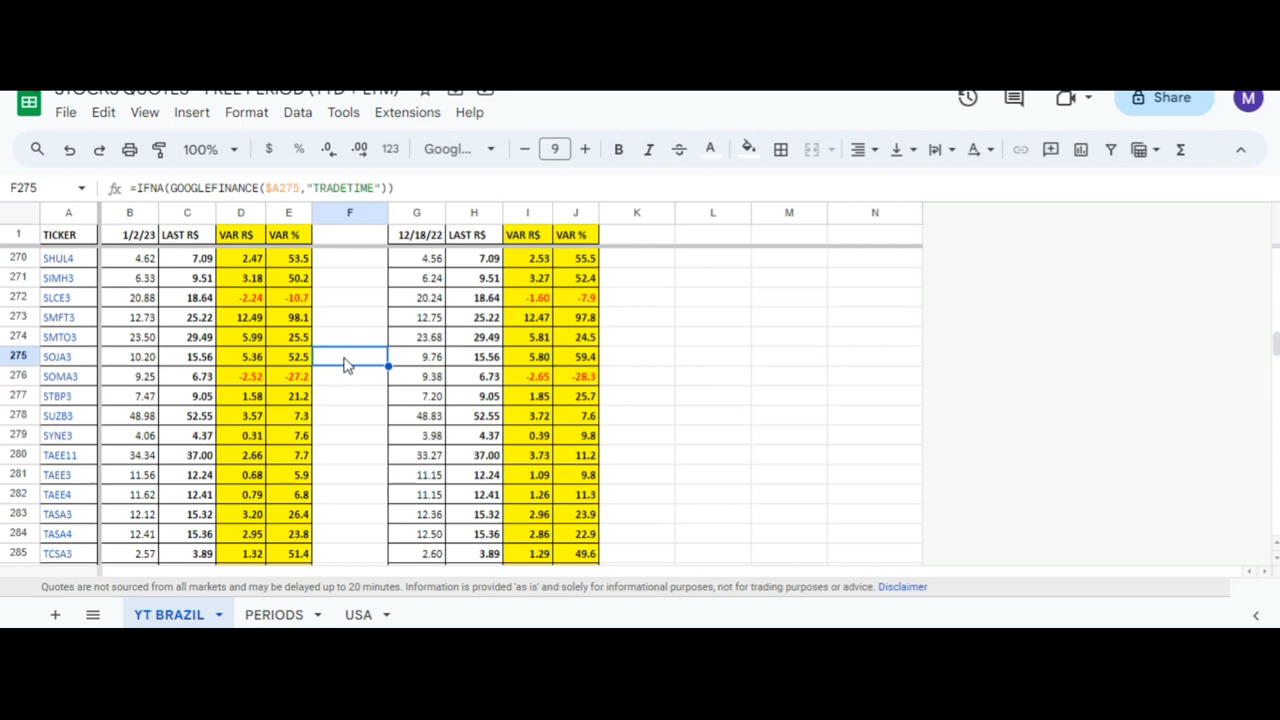 STOCKS QUOTES - FREE PERIOD (YTD + LTM)
File Edit View Insert Format Data Tools Extensions Help
Share M
100% $ % .0 .00 123 Googl... − 9 + B I A Σ
F275 fx =IFNA(GOOGLEFINANCE($A275,"TRADETIME"))
A B C D E F G H I J K L M N
1 TICKER 1/2/23 LAST R$ VAR R$ VAR % 12/18/22 LAST R$ VAR R$ VAR %
270 SHUL4 4.62 7.09 2.47 53.5 4.56 7.09 2.53 55.5
271 SIMH3 6.33 9.51 3.18 50.2 6.24 9.51 3.27 52.4
272 SLCE3 20.88 18.64 -2.24 -10.7 20.24 18.64 -1.60 -7.9
273 SMFT3 12.73 25.22 12.49 98.1 12.75 25.22 12.47 97.8
274 SMTO3 23.50 29.49 5.99 25.5 23.68 29.49 5.81 24.5
275 SOJA3 10.20 15.56 5.36 52.5 9.76 15.56 5.80 59.4
276 SOMA3 9.25 6.73 -2.52 -27.2 9.38 6.73 -2.65 -28.3
277 STBP3 7.47 9.05 1.58 21.2 7.20 9.05 1.85 25.7
278 SUZB3 48.98 52.55 3.57 7.3 48.83 52.55 3.72 7.6
279 SYNE3 4.06 4.37 0.31 7.6 3.98 4.37 0.39 9.8
280 TAEE11 34.34 37.00 2.66 7.7 33.27 37.00 3.73 11.2
281 TAEE3 11.56 12.24 0.68 5.9 11.15 12.24 1.09 9.8
282 TAEE4 11.62 12.41 0.79 6.8 11.15 12.41 1.26 11.3
283 TASA3 12.12 15.32 3.20 26.4 12.36 15.32 2.96 23.9
284 TASA4 12.41 15.36 2.95 23.8 12.50 15.36 2.86 22.9
285 TCSA3 2.57 3.89 1.32 51.4 2.60 3.89 1.29 49.6
Quotes are not sourced from all markets and may be delayed up to 20 minutes. Information is provided 'as is' and solely for informational purposes, not for trading purposes or advice. Disclaimer
+ YT BRAZIL PERIODS USA